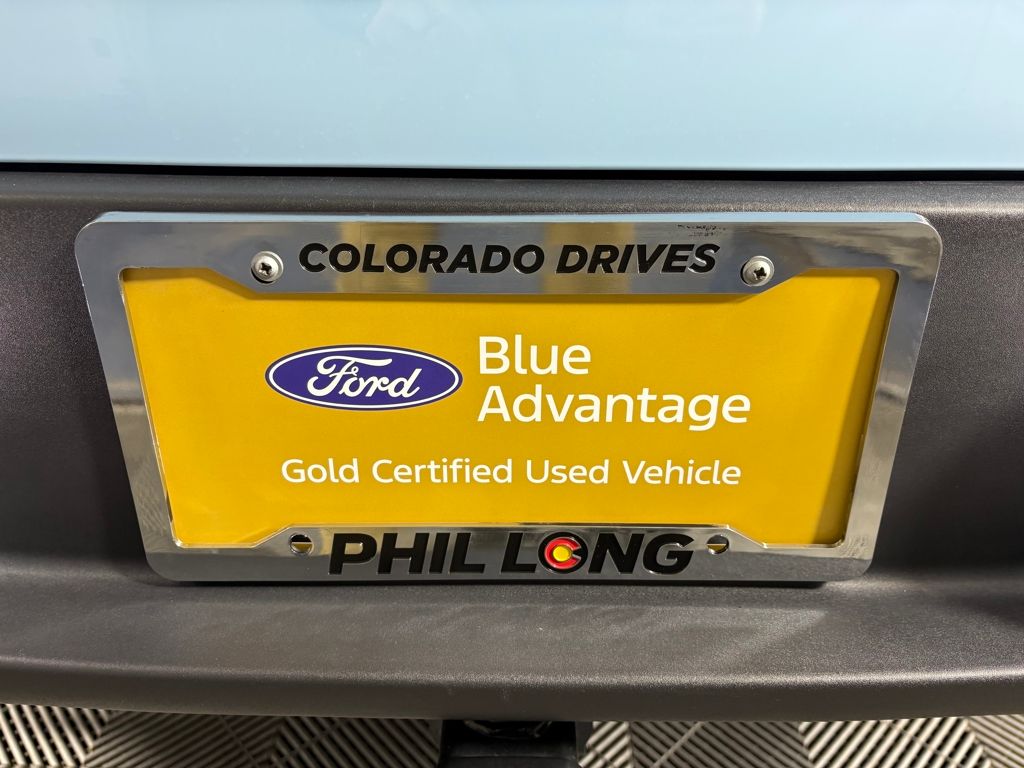 COLORADO DRIVES
Ford
Blue
Advantage
Gold Certified Used Vehicle
PHIL LONG